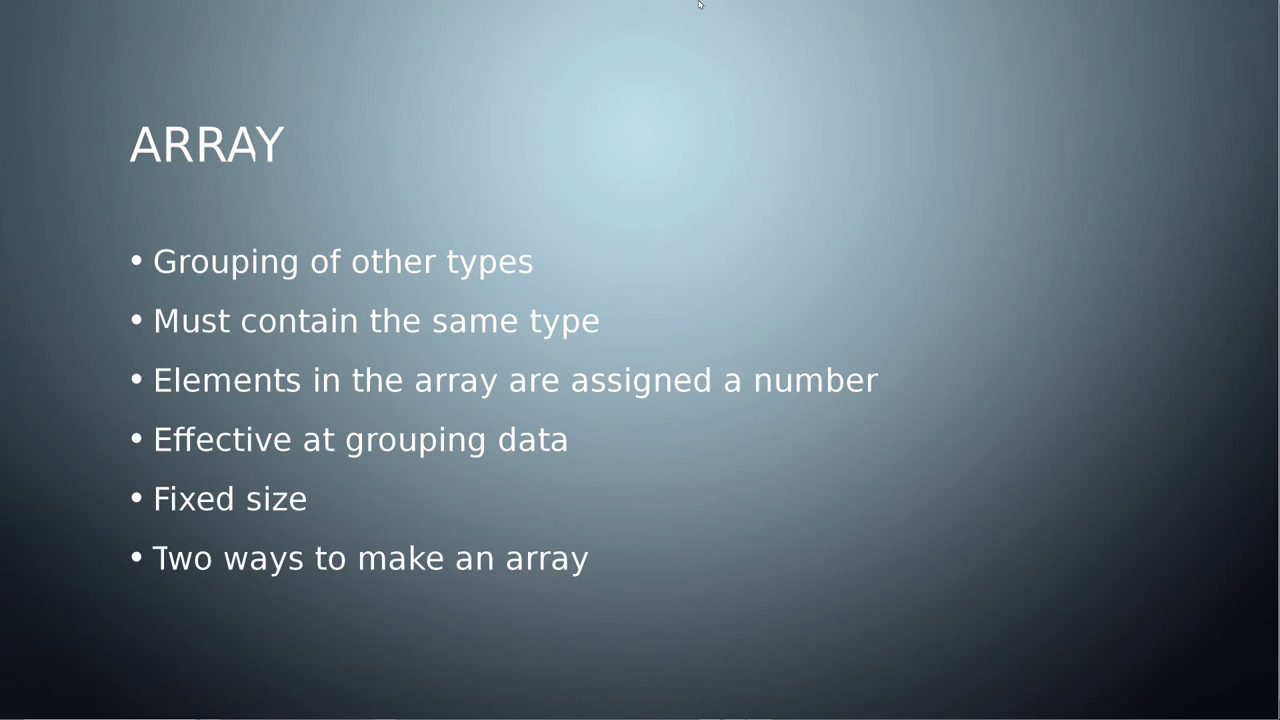 ARRAY
• Grouping of other types
• Must contain the same type
• Elements in the array are assigned a number
• Effective at grouping data
• Fixed size
• Two ways to make an array